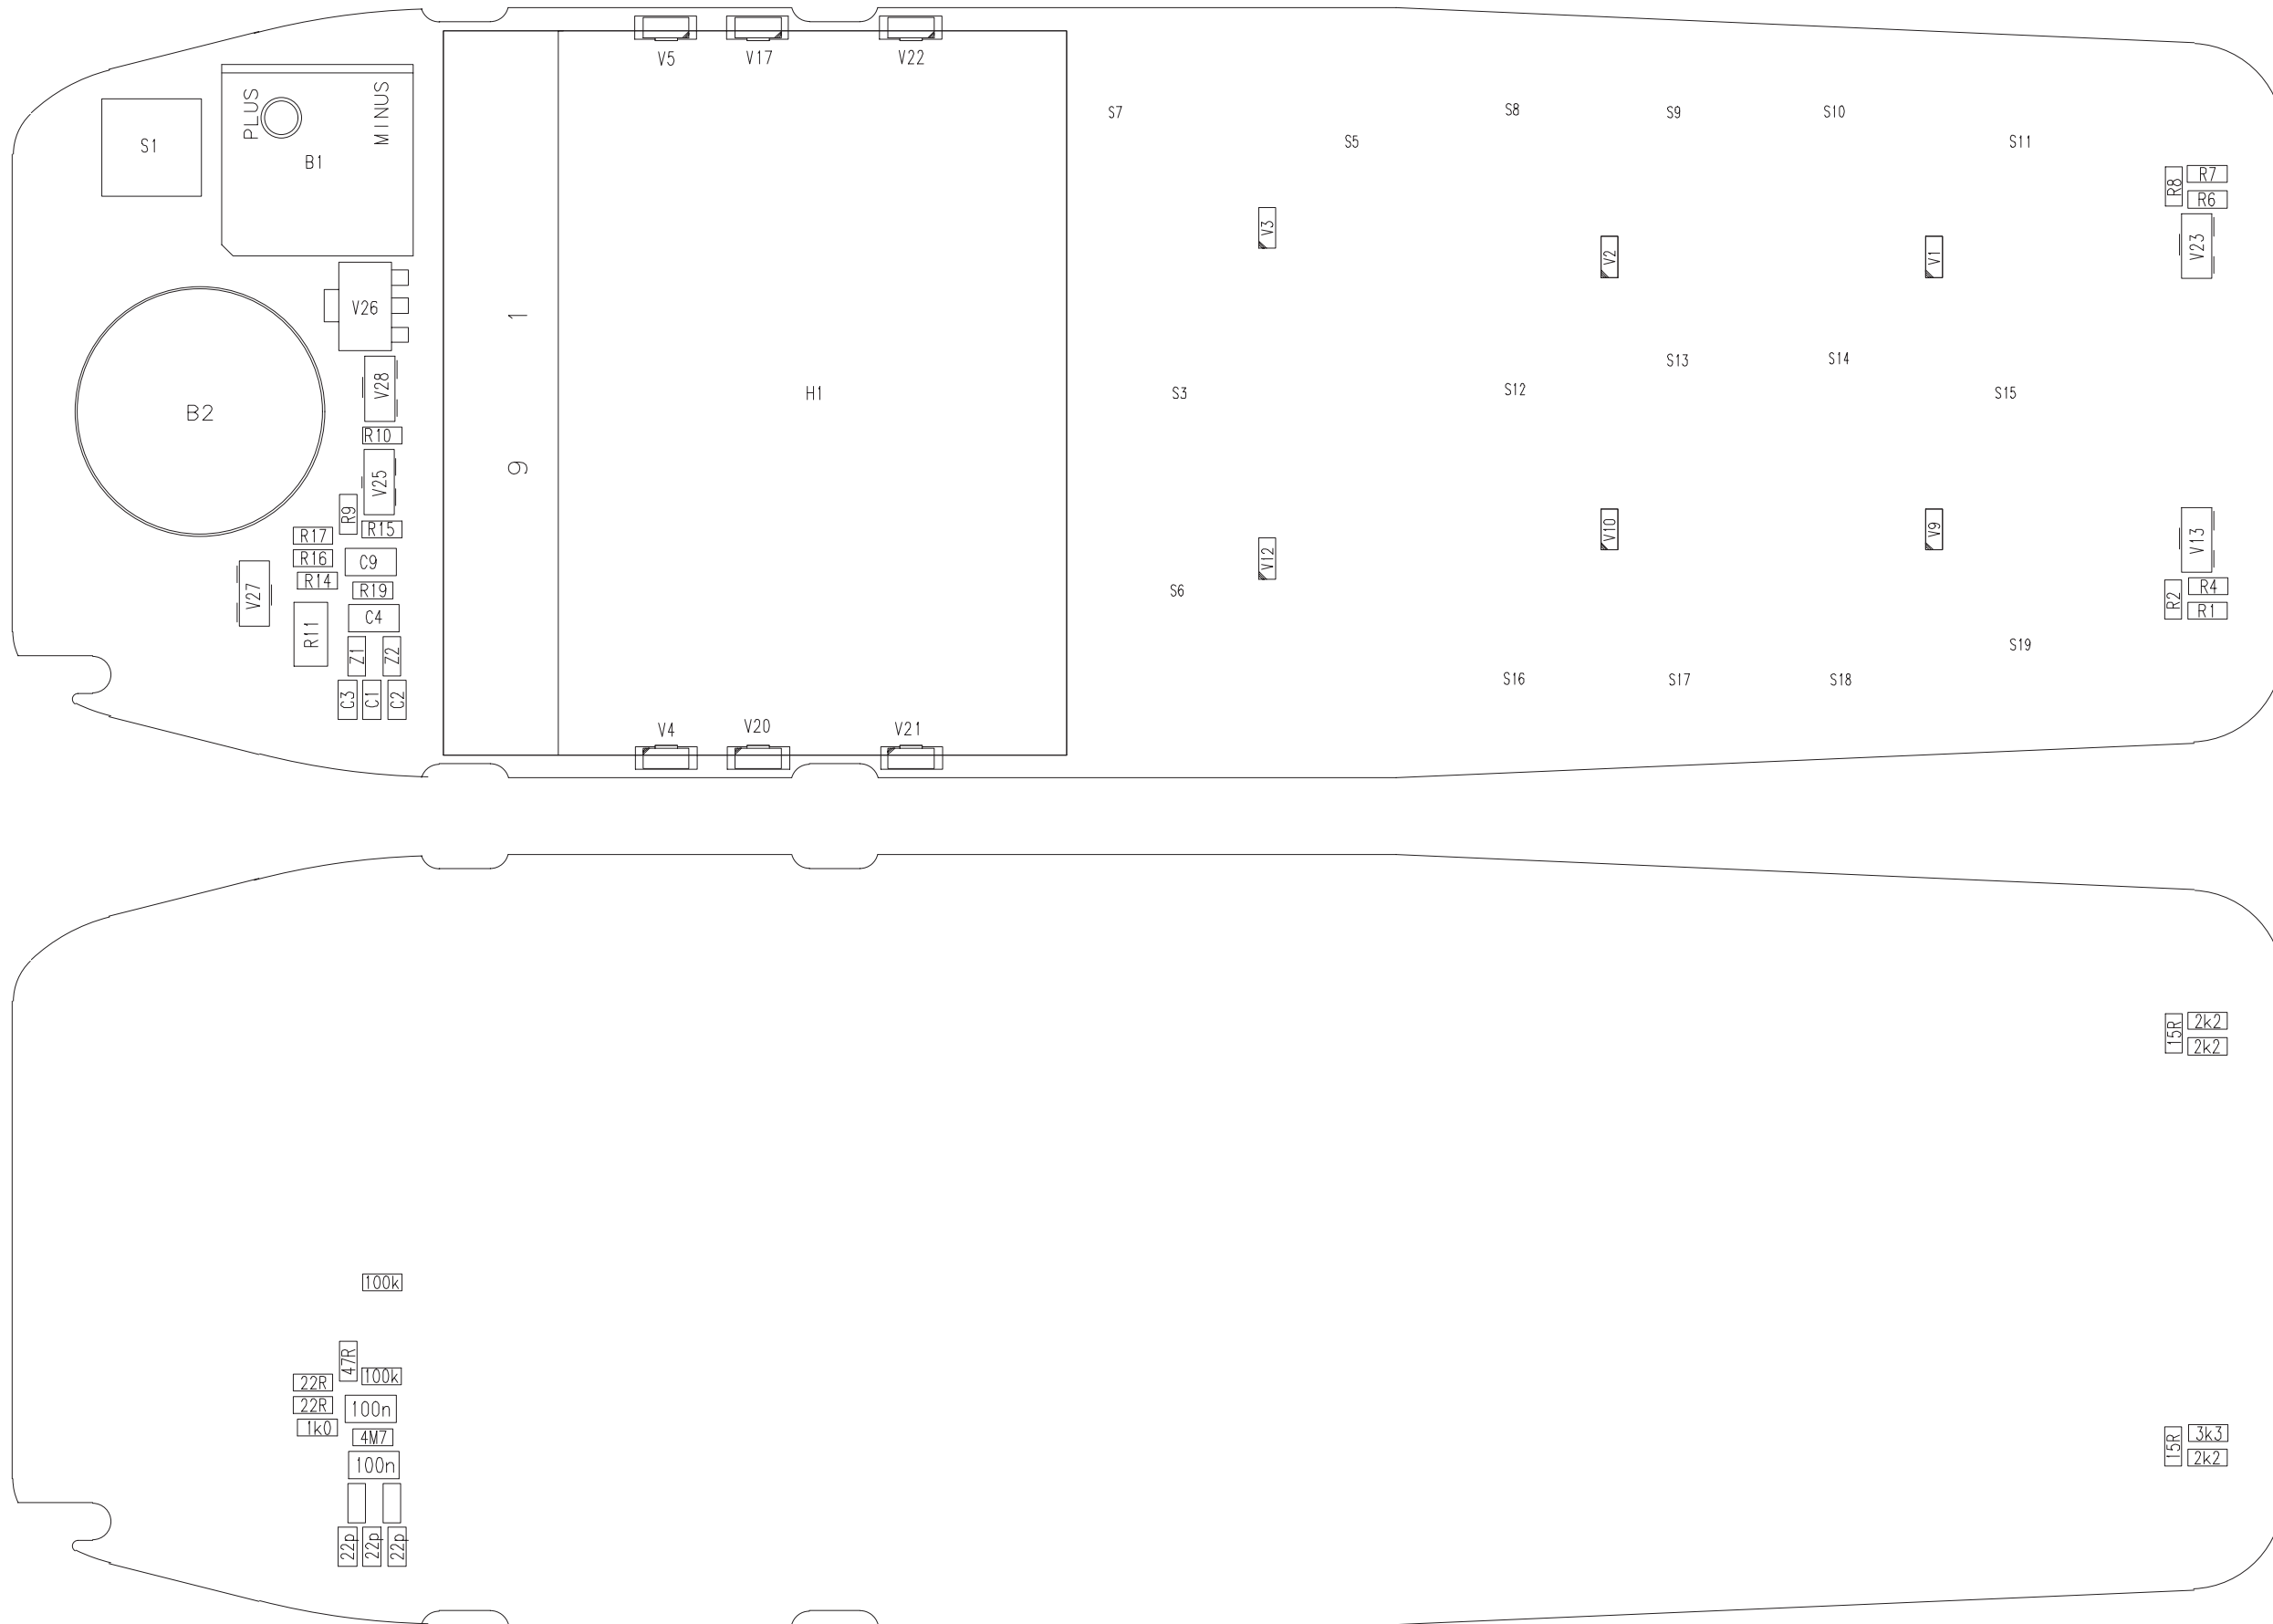 V5
V17
V22
PLUS
MINUS
S1
B1
S7
S8
S9
S10
S5
S11
R8
R7
R6
V3
V2
V1
V23
V26
1
V28
H1
S3
S12
S13
S14
S15
B2
R10
9
V25
R9
R15
R17
R16
C9
R14
R19
V27
C4
R11
Z1
Z2
C3
C1
C2
V12
V10
V9
V13
S6
R2
R4
R1
S19
S16
S17
S18
V4
V20
V21
15R
2k2
2k2
100k
47R
100k
22R
22R
100n
1k0
4M7
100n
22p
22p
22p
15R
3k3
2k2